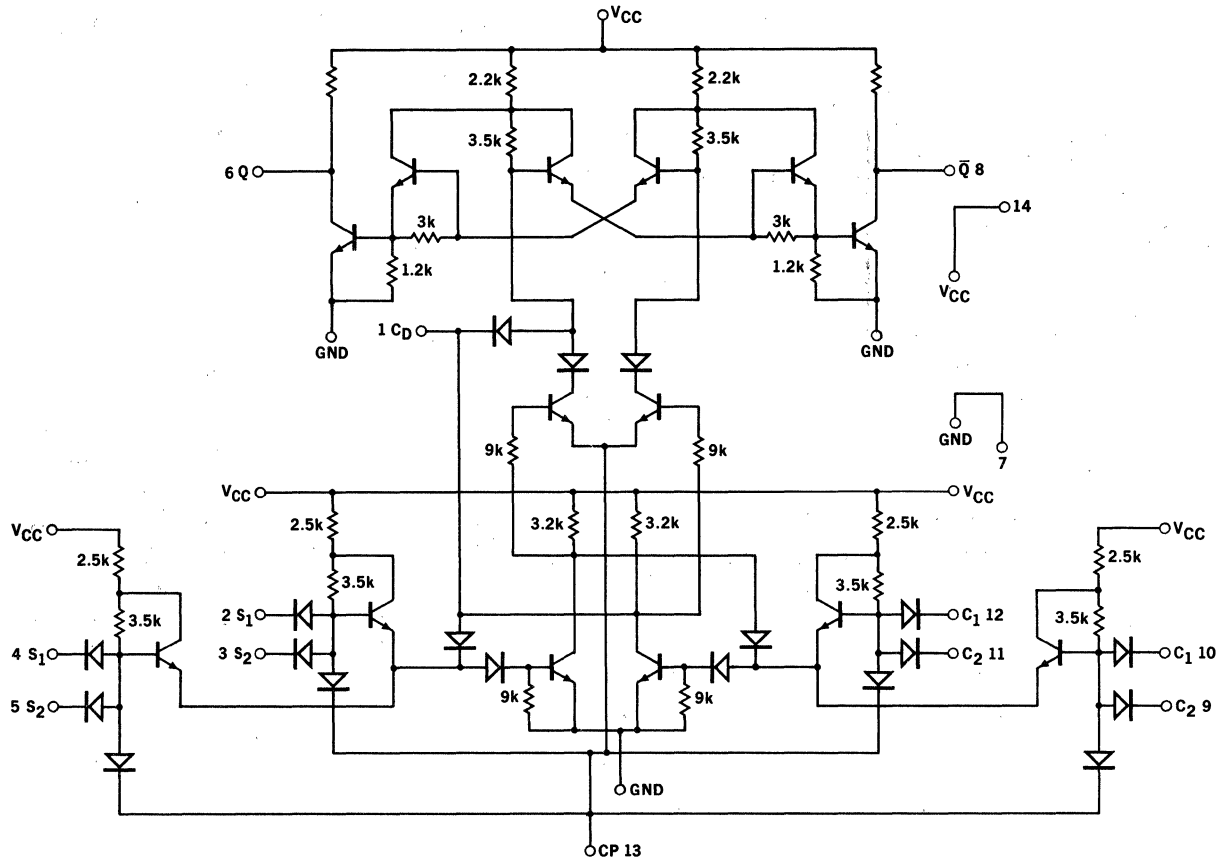 VCC
2.2k
2.2k
3.5k
3.5k
6 Q
Q̅ 8
14
3k
3k
1.2k
1.2k
VCC
1 CD
GND
GND
GND
7
9k
9k
VCC
VCC
2.5k
3.2k
3.2k
2.5k
VCC
VCC
2.5k
2.5k
3.5k
3.5k
2 S1
C1 12
3.5k
3.5k
4 S1
3 S2
C2 11
C1 10
9k
9k
5 S2
C2 9
GND
CP 13